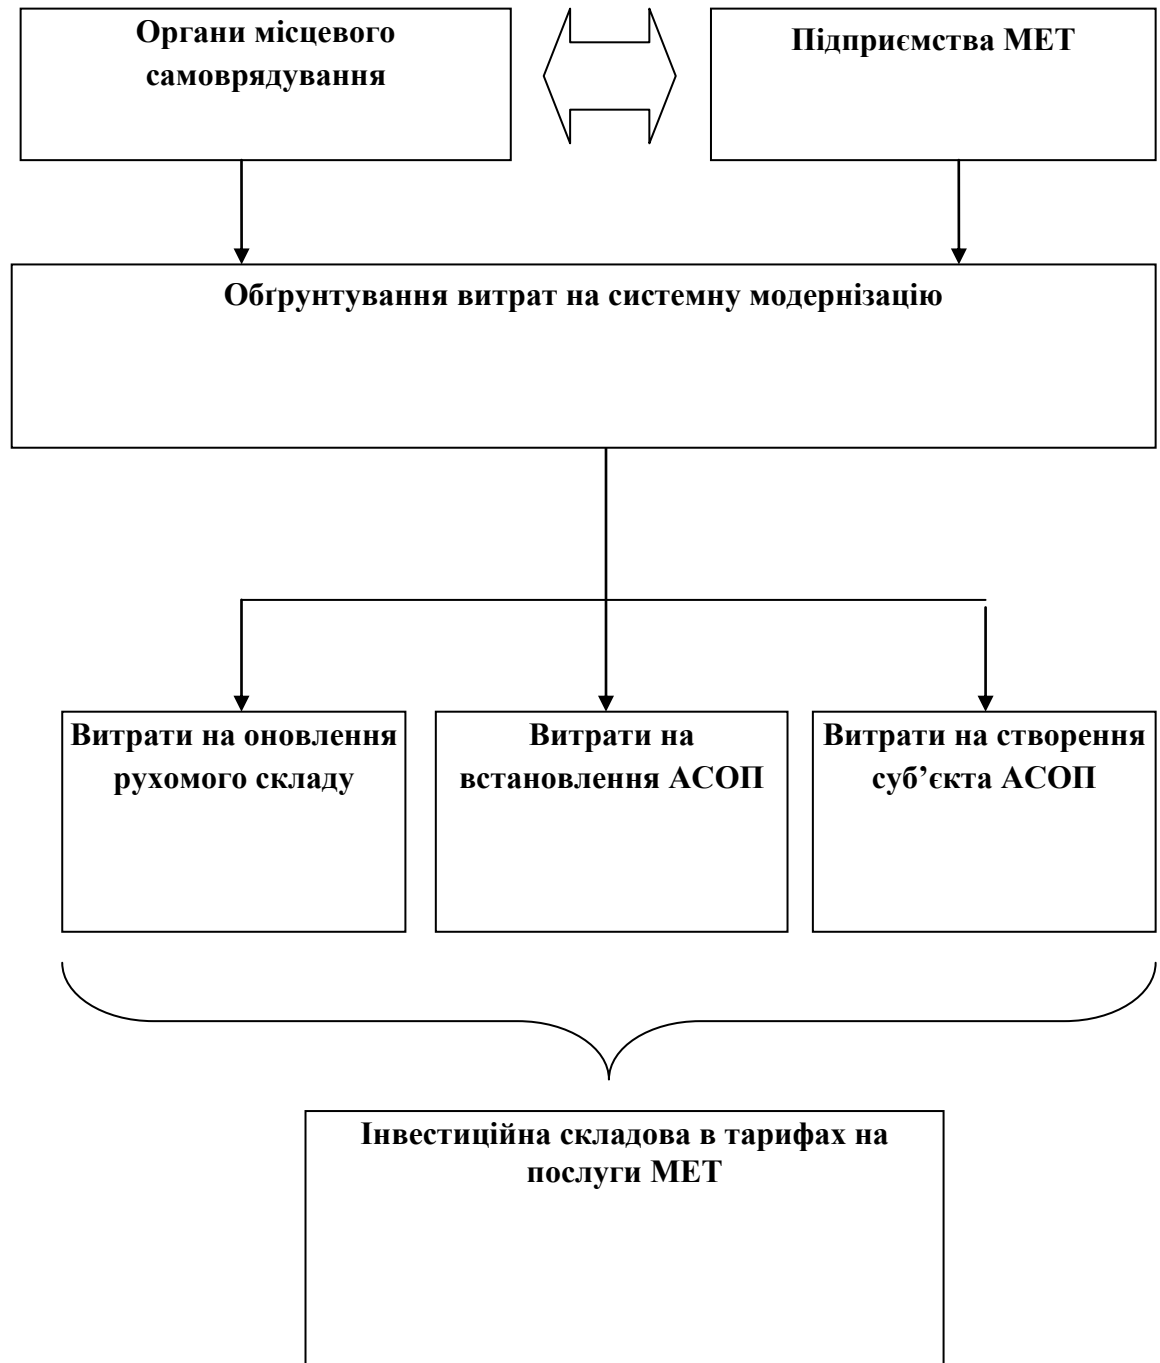 Органи місцевого
самоврядування
Підприємства МЕТ
Обґрунтування витрат на системну модернізацію
Витрати на оновлення
рухомого складу
Витрати на
встановлення АСОП
Витрати на створення
суб’єкта АСОП
Інвестиційна складова в тарифах на
послуги МЕТ